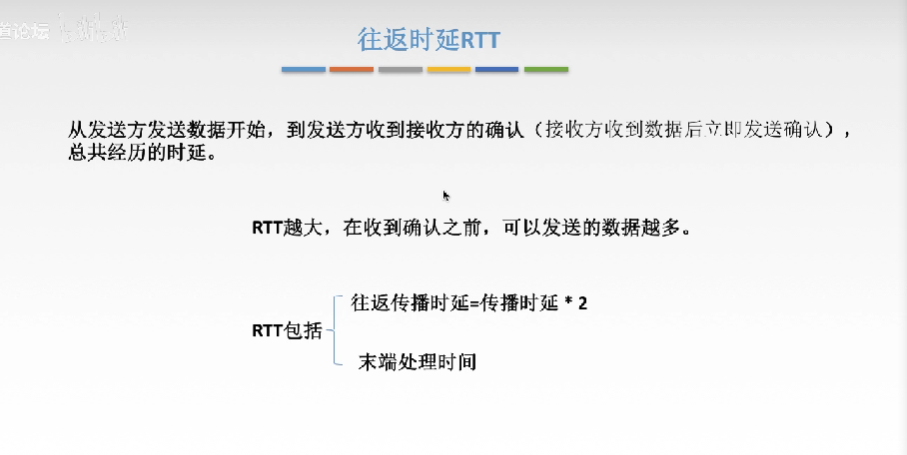 道论坛
往返时延RTT
从发送方发送数据开始，到发送方收到接收方的确认（接收方收到数据后立即发送确认），
总共经历的时延。
RTT越大，在收到确认之前，可以发送的数据越多。
往返传播时延=传播时延 * 2
RTT包括
末端处理时间